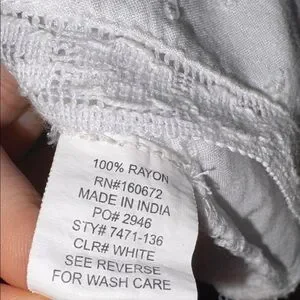 100% RAYON
RN#160672
MADE IN INDIA
PO# 2946
STY# 7471-136
CLR# WHITE
SEE REVERSE
FOR WASH CARE